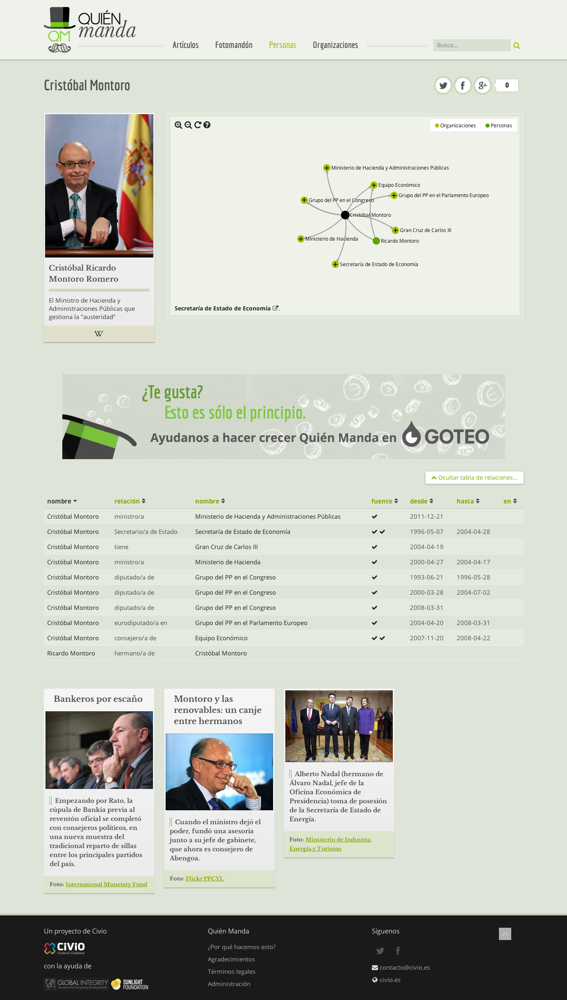 QUIÉN
manda
QM
Artículos Fotomandón Personas Organizaciones Busca...
Cristóbal Montoro
0
Organizaciones Personas
Ministerio de Hacienda y Administraciones Públicas
Equipo Económico
Grupo del PP en el Parlamento Europeo
Grupo del PP en el Congreso
Cristóbal Montoro
Gran Cruz de Carlos III
Ministerio de Hacienda
Ricardo Montoro
Secretaría de Estado de Economía
Secretaría de Estado de Economía .
Cristóbal Ricardo
Montoro Romero
El Ministro de Hacienda y
Administraciones Públicas que
gestiona la "austeridad"
W
¿Te gusta?
Esto es sólo el principio.
Ayudanos a hacer crecer Quién Manda en GOTEO
Ocultar tabla de relaciones...
nombre relación nombre fuente desde hasta en
Cristóbal Montoro ministro/a Ministerio de Hacienda y Administraciones Públicas 2011-12-21
Cristóbal Montoro Secretario/a de Estado Secretaría de Estado de Economía 1996-05-07 2004-04-28
Cristóbal Montoro tiene Gran Cruz de Carlos III 2004-04-19
Cristóbal Montoro ministro/a Ministerio de Hacienda 2000-04-27 2004-04-17
Cristóbal Montoro diputado/a de Grupo del PP en el Congreso 1993-06-21 1996-05-28
Cristóbal Montoro diputado/a de Grupo del PP en el Congreso 2000-03-28 2004-07-02
Cristóbal Montoro diputado/a de Grupo del PP en el Congreso 2008-03-31
Cristóbal Montoro eurodiputado/a en Grupo del PP en el Parlamento Europeo 2004-04-20 2008-03-31
Cristóbal Montoro consejero/a de Equipo Económico 2007-11-20 2008-04-22
Ricardo Montoro hermano/a de Cristóbal Montoro
Bankeros por escaño
Empezando por Rato, la
cúpula de Bankia previa al
reventón oficial se completó
con consejeros políticos, en
una nueva muestra del
tradicional reparto de sillas
entre los principales partidos
del país.
Foto: International Monetary Fund
Montoro y las
renovables: un canje
entre hermanos
Cuando el ministro dejó el
poder, fundó una asesoria
junto a su jefe de gabinete,
que ahora es consejero de
Abengoa.
Foto: Flickr PPCYL
Alberto Nadal (hermano de
Álvaro Nadal, jefe de la
Oficina Económica de
Presidencia) toma de posesión
de la Secretaría de Estado de
Energía.
Foto: Ministerio de Industria,
Energía y Turismo
Un proyecto de Civio
CIVIO
Fundación Ciudadana
con la ayuda de
GLOBAL INTEGRITY
Innovations for Transparency & Accountability
SUNLIGHT
FOUNDATION
Quién Manda
¿Por qué hacemos esto?
Agradecimientos
Términos legales
Administración
Síguenos
contacto@civio.es
civio.es